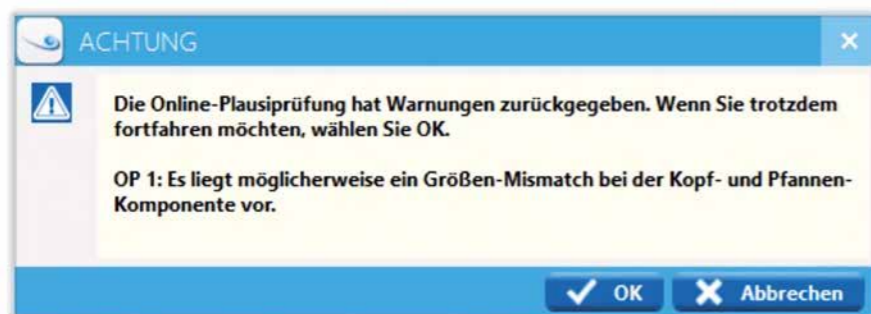 ACHTUNG
Die Online-Plausiprüfung hat Warnungen zurückgegeben. Wenn Sie trotzdem
fortfahren möchten, wählen Sie OK.
OP 1: Es liegt möglicherweise ein Größen-Mismatch bei der Kopf- und Pfannen-
Komponente vor.
OK Abbrechen